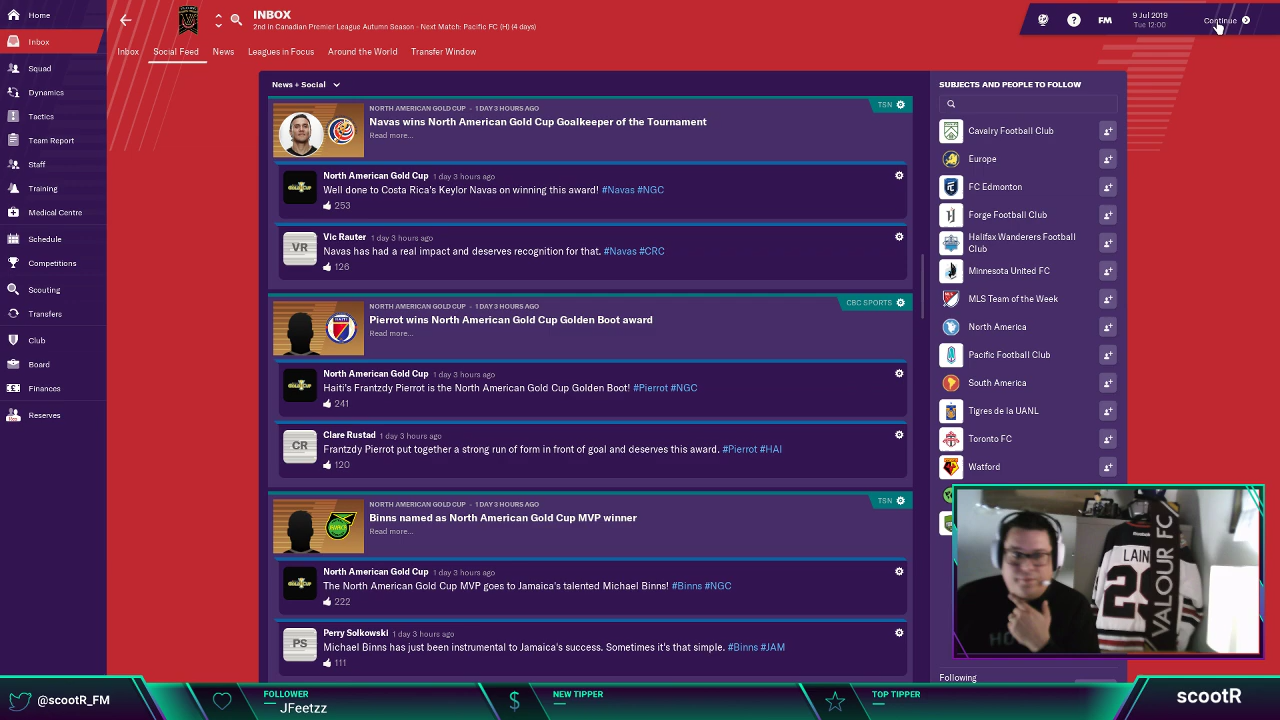 Home
Inbox
Squad
Dynamics
Tactics
Team Report
Staff
Training
Medical Centre
Schedule
Competitions
Scouting
Transfers
Club
Board
Finances
Reserves
INBOX
2nd in Canadian Premier League Autumn Season - Next Match: Pacific FC (H) (4 days)
?
FM
9 Jul 2019
Tue 12:00
Continue
Inbox
Social Feed
News
Leagues in Focus
Around the World
Transfer Window
News + Social
NORTH AMERICAN GOLD CUP - 1 DAY 3 HOURS AGO
TSN
Navas wins North American Gold Cup Goalkeeper of the Tournament
Read more...
North American Gold Cup 1 day 3 hours ago
Well done to Costa Rica's Keylor Navas on winning this award! #Navas #NGC
253
VR
Vic Rauter 1 day 3 hours ago
Navas has had a real impact and deserves recognition for that. #Navas #CRC
126
NORTH AMERICAN GOLD CUP - 1 DAY 3 HOURS AGO
CBC SPORTS
Pierrot wins North American Gold Cup Golden Boot award
Read more...
North American Gold Cup 1 day 3 hours ago
Haiti's Frantzdy Pierrot is the North American Gold Cup Golden Boot! #Pierrot #NGC
241
CR
Clare Rustad 1 day 3 hours ago
Frantzdy Pierrot put together a strong run of form in front of goal and deserves this award. #Pierrot #HAI
120
NORTH AMERICAN GOLD CUP - 1 DAY 3 HOURS AGO
TSN
Binns named as North American Gold Cup MVP winner
Read more...
North American Gold Cup 1 day 3 hours ago
The North American Gold Cup MVP goes to Jamaica's talented Michael Binns! #Binns #NGC
222
PS
Perry Solkowski 1 day 3 hours ago
Michael Binns has just been instrumental to Jamaica's success. Sometimes it's that simple. #Binns #JAM
111
SUBJECTS AND PEOPLE TO FOLLOW
Cavalry Football Club
Europe
FC Edmonton
Forge Football Club
Halifax Wanderers Football
Club
Minnesota United FC
MLS Team of the Week
North America
Pacific Football Club
South America
Tigres de la UANL
Toronto FC
Watford
LAIN
2
VALOUR FC
Following
@scootR_FM
FOLLOWER
JFeetzz
$
NEW TIPPER
TOP TIPPER
scootR